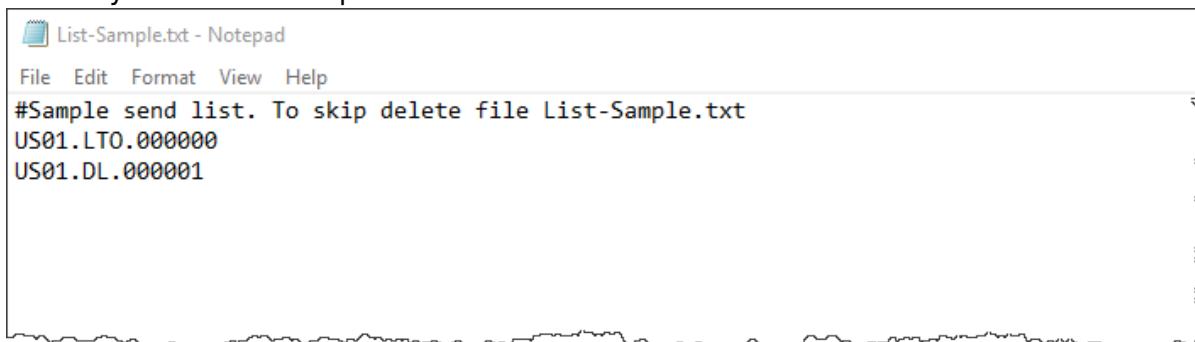 List-Sample.txt - Notepad
File Edit Format View Help
#Sample send list. To skip delete file List-Sample.txt
US01.LTO.000000
US01.DL.000001